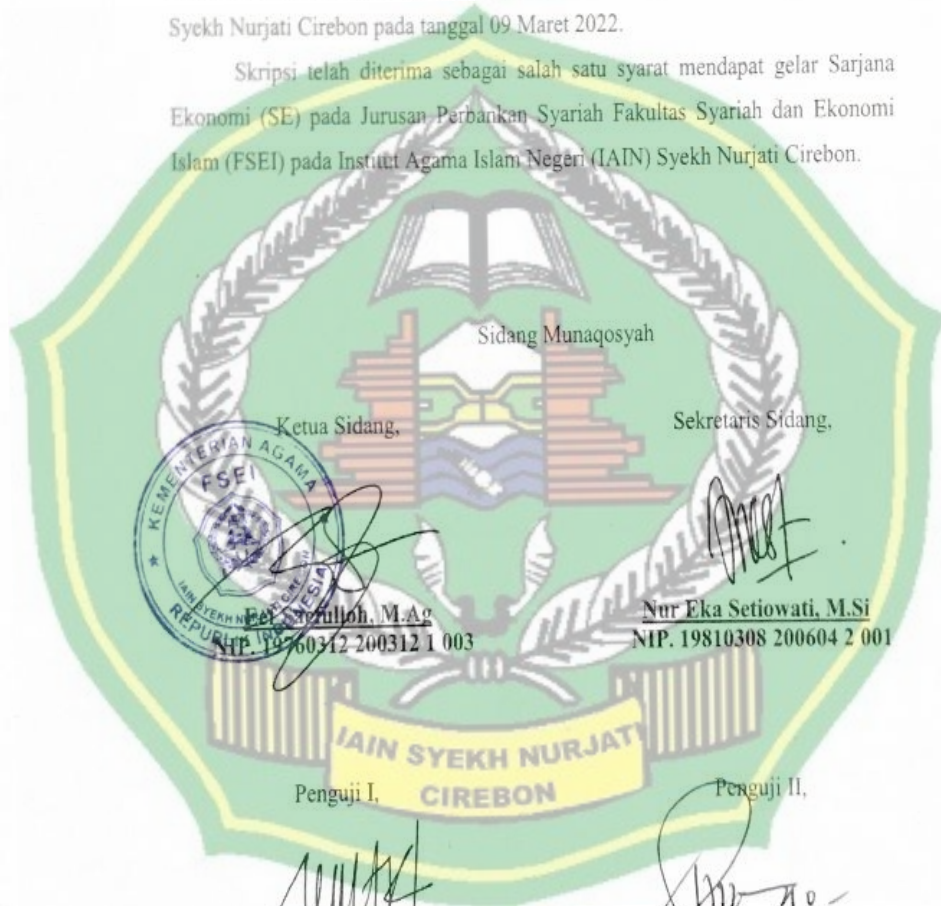 Syekh Nurjati Cirebon pada tanggal 09 Maret 2022.
Skripsi telah diterima sebagai salah satu syarat mendapat gelar Sarjana
Ekonomi (SE) pada Jurusan Perbankan Syariah Fakultas Syariah dan Ekonomi
Islam (FSEI) pada Institut Agama Islam Negeri (IAIN) Syekh Nurjati Cirebon.
Sidang Munaqosyah
Ketua Sidang,
Sekretaris Sidang,
KEMENTERIAN AGAMA
FSEI
IAIN SYEKH
REPUBLIK INDONESIA
M.Ag
NIP. 19760312 200312 1 003
Nur Eka Setiowati, M.Si
NIP. 19810308 200604 2 001
IAIN SYEKH NURJATI
CIREBON
Penguji I,
Penguji II,